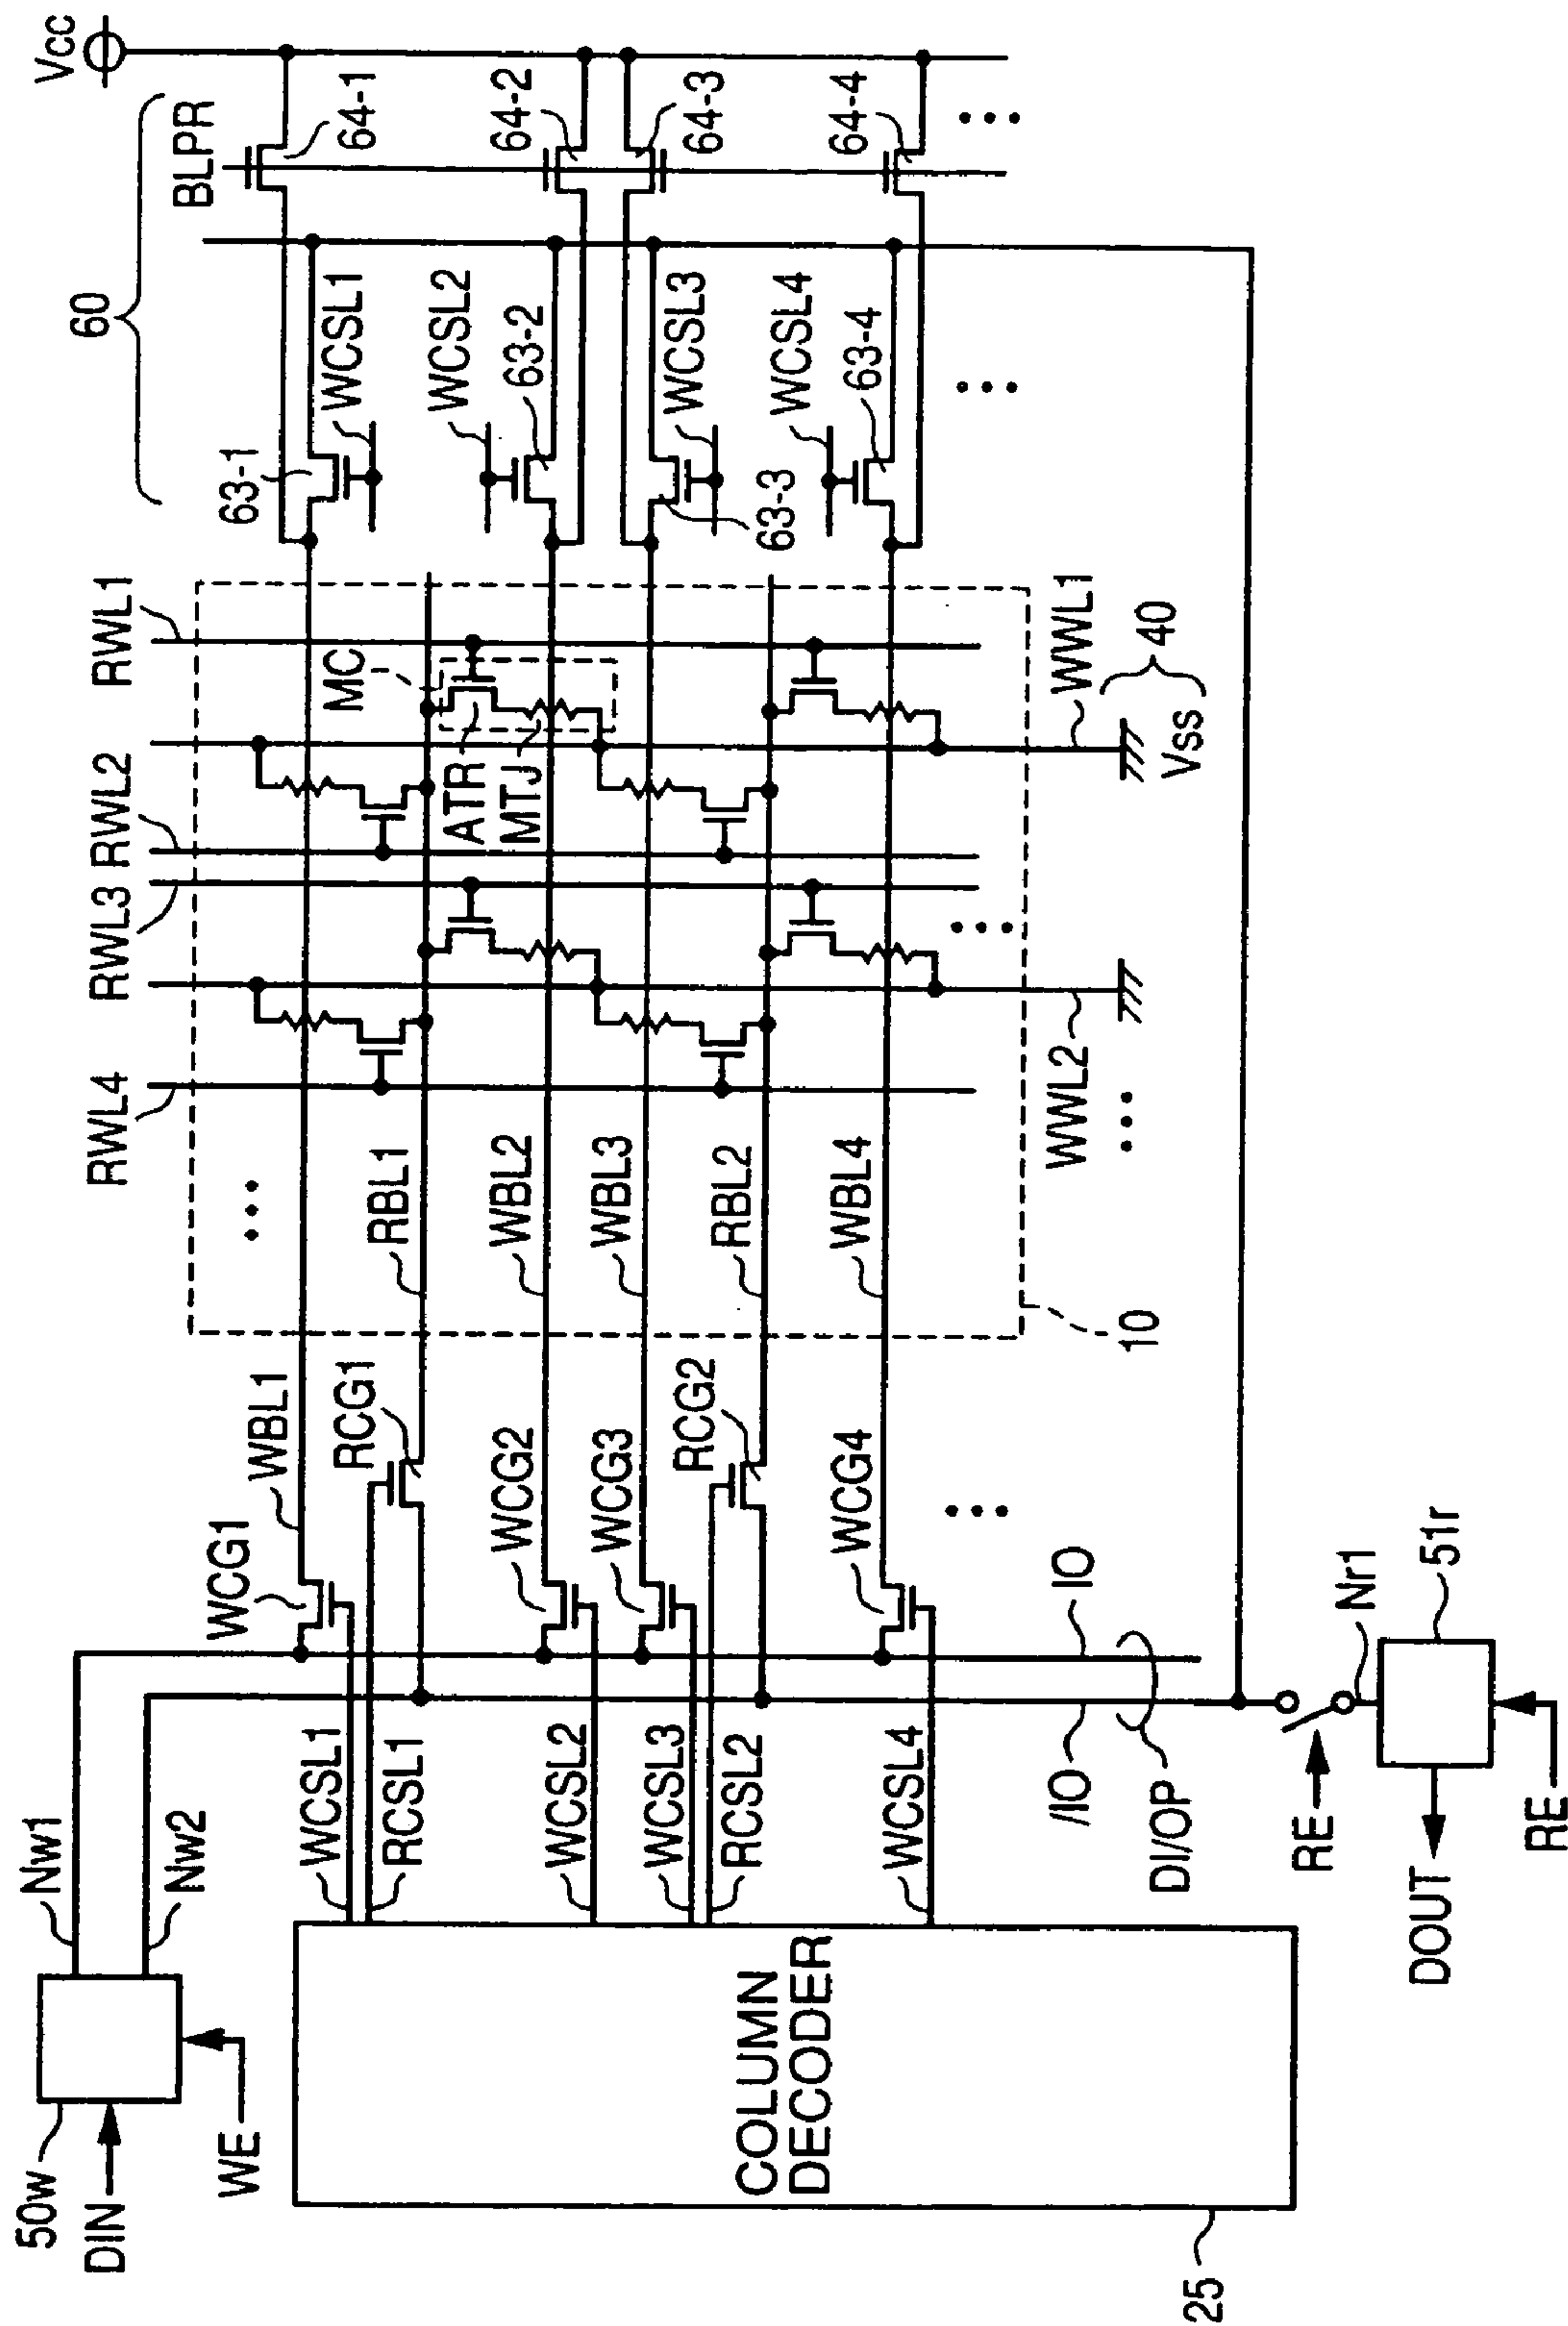 50w
DIN
WE
Nw1
Nw2
COLUMN
DECODER
25
WCSL1
RCSL1
WCSL2
WCSL3
RCSL2
WCSL4
WCG1
WBL1
RCG1
WCG2
WCG3
RCG2
WCG4
IO
/IO
DI/OP
RE
Nr1
51r
DOUT
RE
10
RBL1
WBL2
WBL3
RBL2
WBL4
RWL4
RWL3
RWL2
RWL1
MC
ATR
MTJ
WWL2
WWL1
40
Vss
60
63-1
WCSL1
WCSL2
63-2
WCSL3
63-3
WCSL4
63-4
BLPR
64-1
64-2
64-3
64-4
Vcc